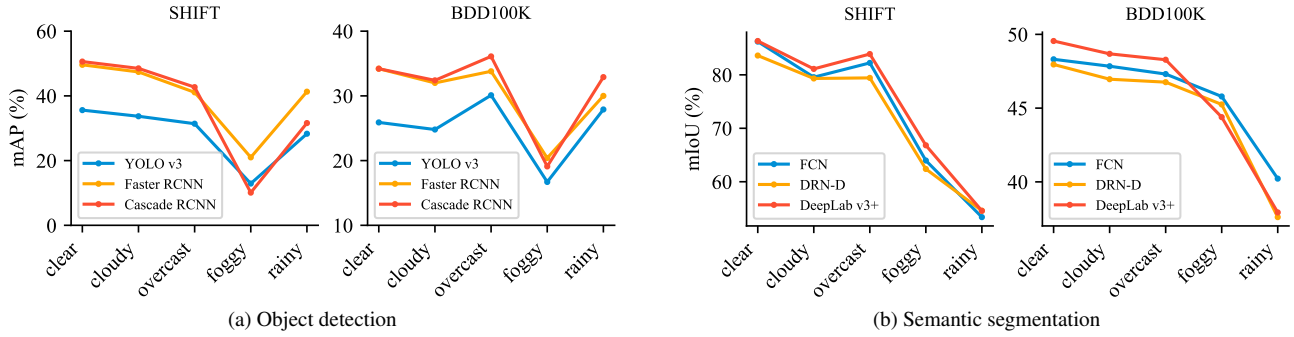 SHIFT
BDD100K
mAP (%)
60
40
20
0
40
30
20
10
YOLO v3
Faster RCNN
Cascade RCNN
YOLO v3
Faster RCNN
Cascade RCNN
clear
cloudy
overcast
foggy
rainy
clear
cloudy
overcast
foggy
rainy
(a) Object detection
SHIFT
BDD100K
mIoU (%)
80
70
60
50
45
40
FCN
DRN-D
DeepLab v3+
FCN
DRN-D
DeepLab v3+
clear
cloudy
overcast
foggy
rainy
clear
cloudy
overcast
foggy
rainy
(b) Semantic segmentation